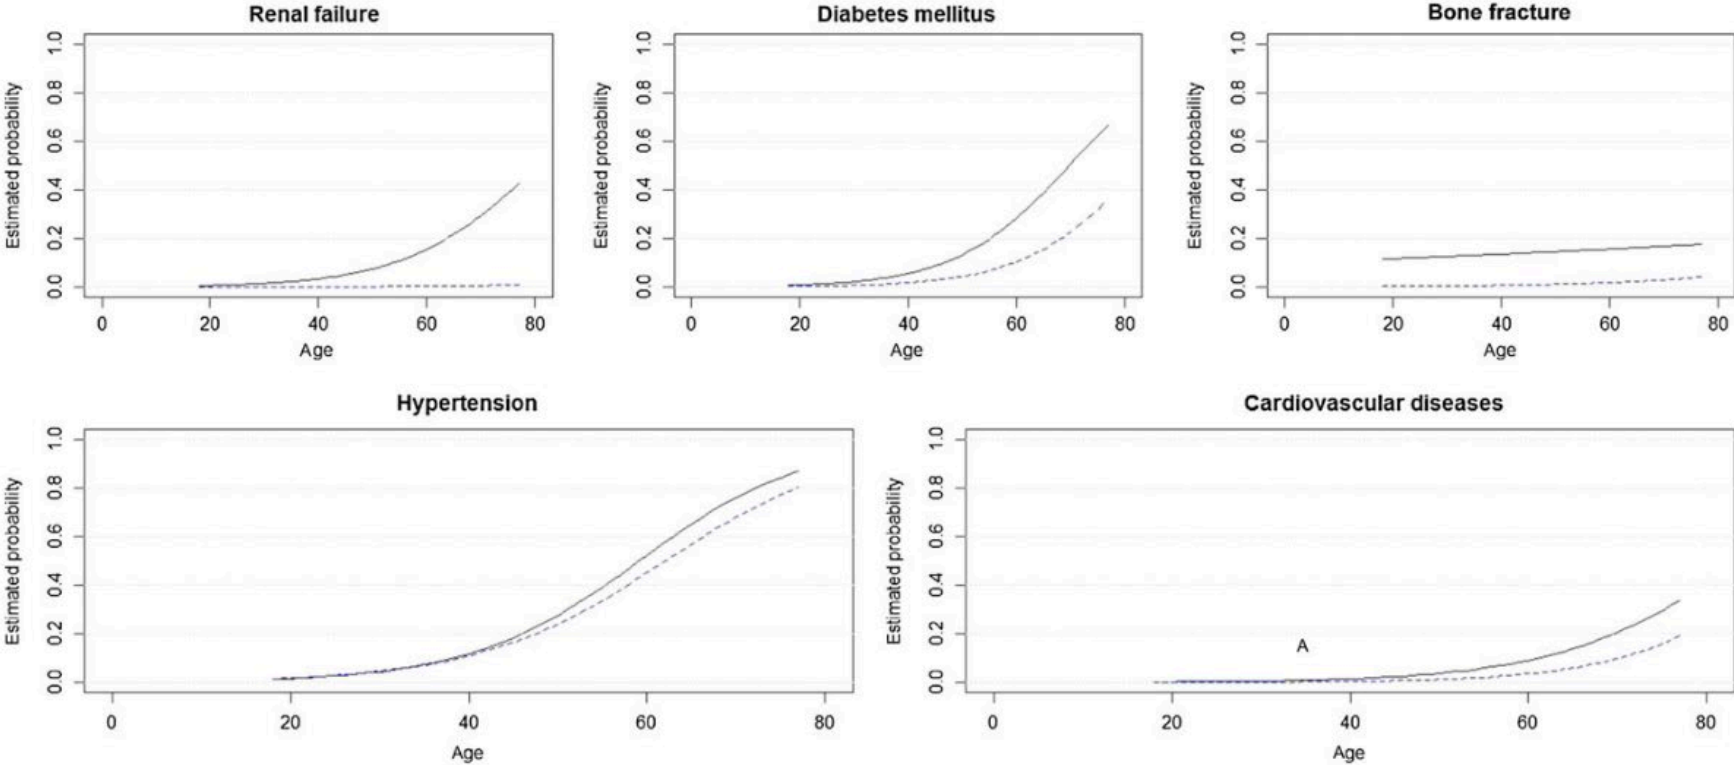 Renal failure
Diabetes mellitus
Bone fracture
Estimated probability
1.0
0.8
0.6
0.4
0.2
0.0
0 20 40 60 80
Age
Estimated probability
1.0
0.8
0.6
0.4
0.2
0.0
0 20 40 60 80
Age
Estimated probability
1.0
0.8
0.6
0.4
0.2
0.0
0 20 40 60 80
Age
Hypertension
Cardiovascular diseases
Estimated probability
1.0
0.8
0.6
0.4
0.2
0.0
0 20 40 60 80
Age
Estimated probability
1.0
0.8
0.6
0.4
0.2
0.0
A
0 20 40 60 80
Age